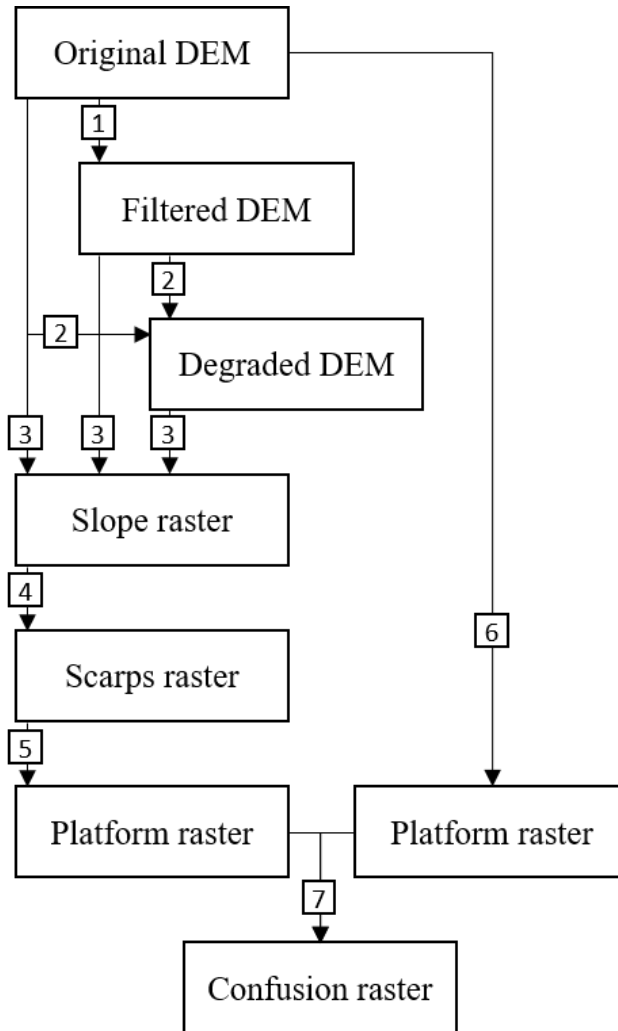 Original DEM
1
Filtered DEM
2
2
Degraded DEM
3
3
3
Slope raster
4
6
Scarps raster
5
Platform raster
Platform raster
7
Confusion raster